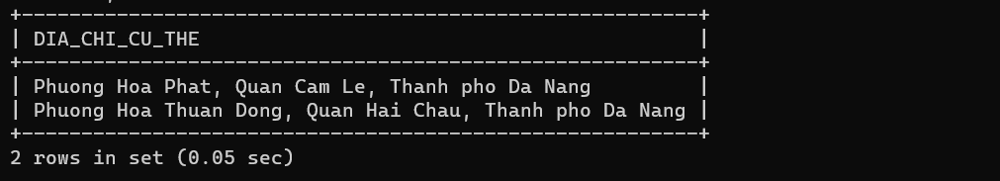 +---------------------------------------------------------+
| DIA_CHI_CU_THE                                          |
+---------------------------------------------------------+
| Phuong Hoa Phat, Quan Cam Le, Thanh pho Da Nang         |
| Phuong Hoa Thuan Dong, Quan Hai Chau, Thanh pho Da Nang |
+---------------------------------------------------------+
2 rows in set (0.05 sec)